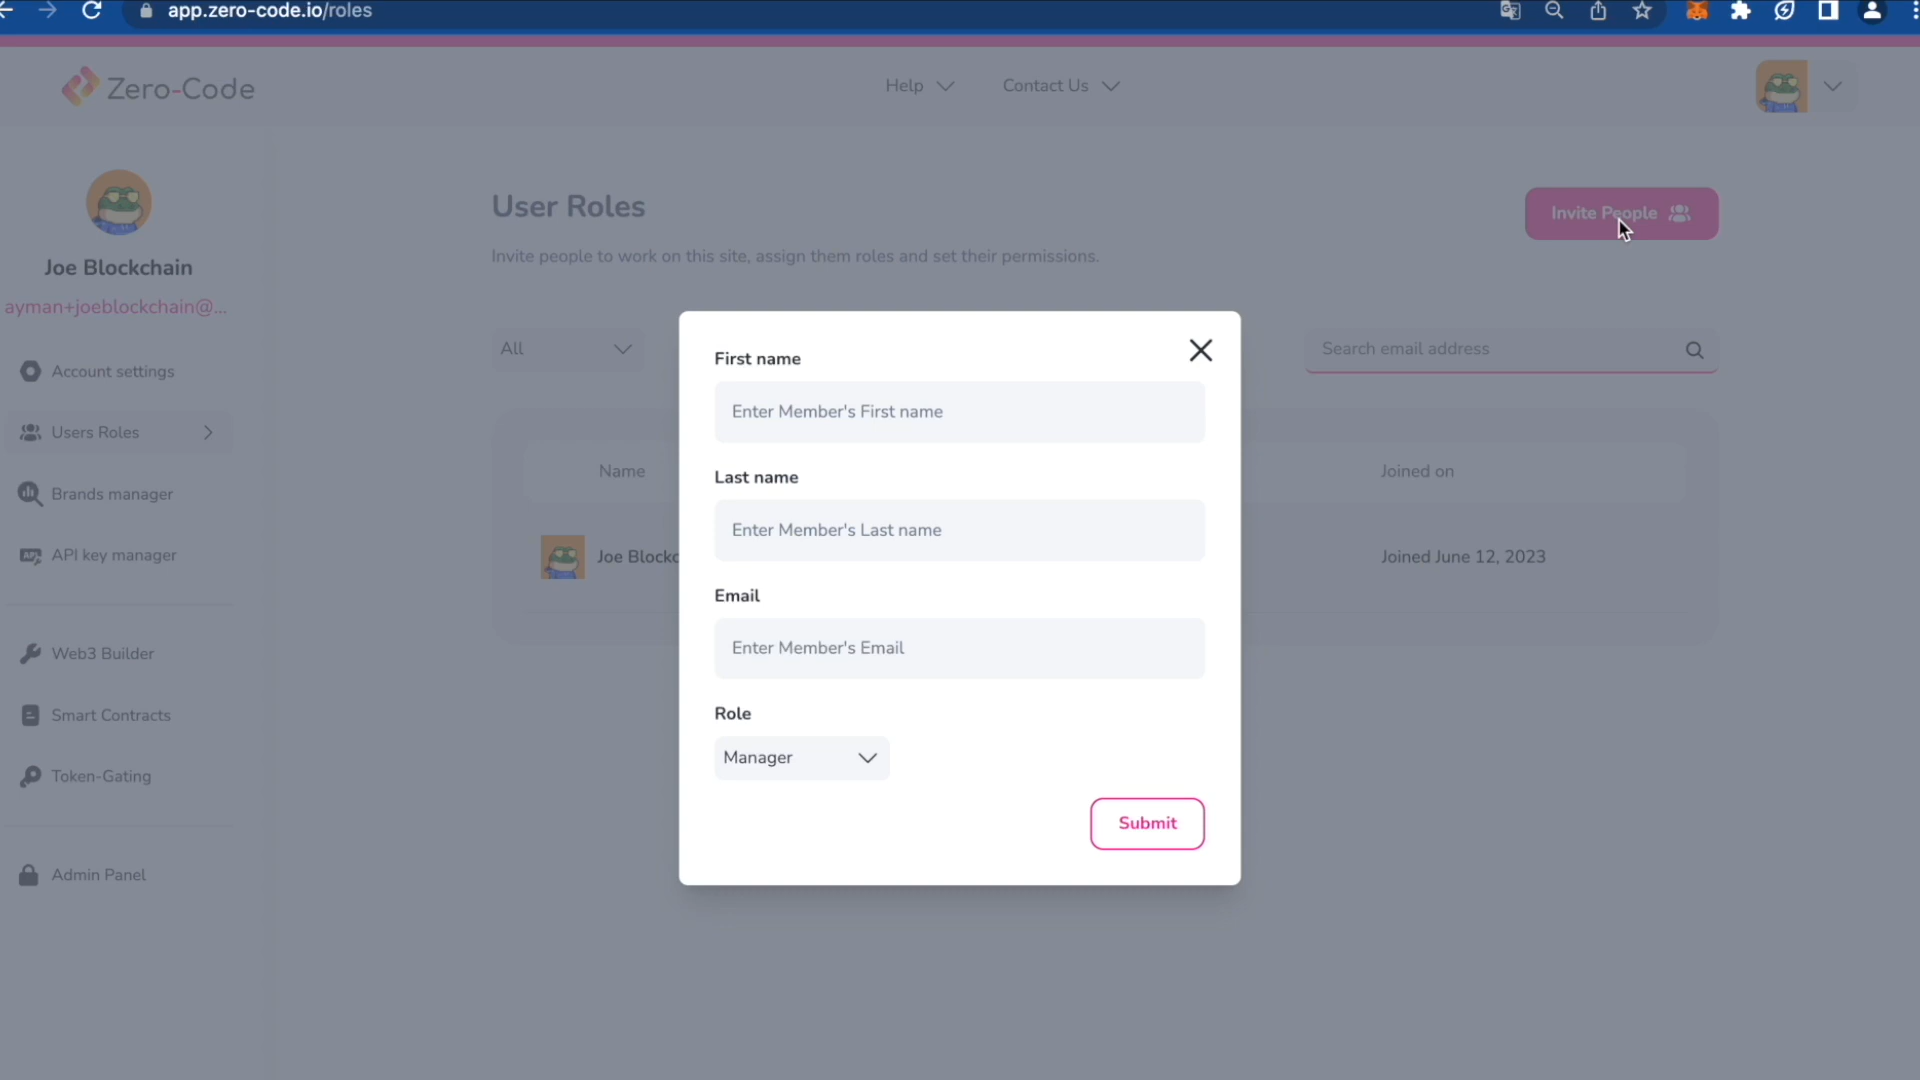 app.zero-code.io/roles
Zero-Code
Help
Contact Us
Joe Blockchain
ayman+joeblockchain@...
Account settings
Users Roles
Brands manager
API key manager
Web3 Builder
Smart Contracts
Token-Gating
Admin Panel
User Roles
Invite people to work on this site, assign them roles and set their permissions.
Invite People
All
Search email address
Name
Joined on
Joe Blockc
Joined June 12, 2023
First name
Enter Member's First name
Last name
Enter Member's Last name
Email
Enter Member's Email
Role
Manager
Submit